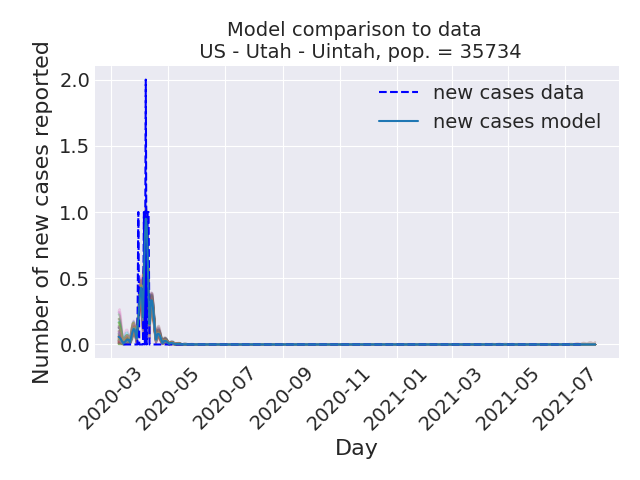 Model comparison to data
US - Utah - Uintah, pop. = 35734
Number of new cases reported
2.0
1.5
1.0
0.5
0.0
new cases data
new cases model
2020-03
2020-05
2020-07
2020-09
2020-11
2021-01
2021-03
2021-05
2021-07
Day